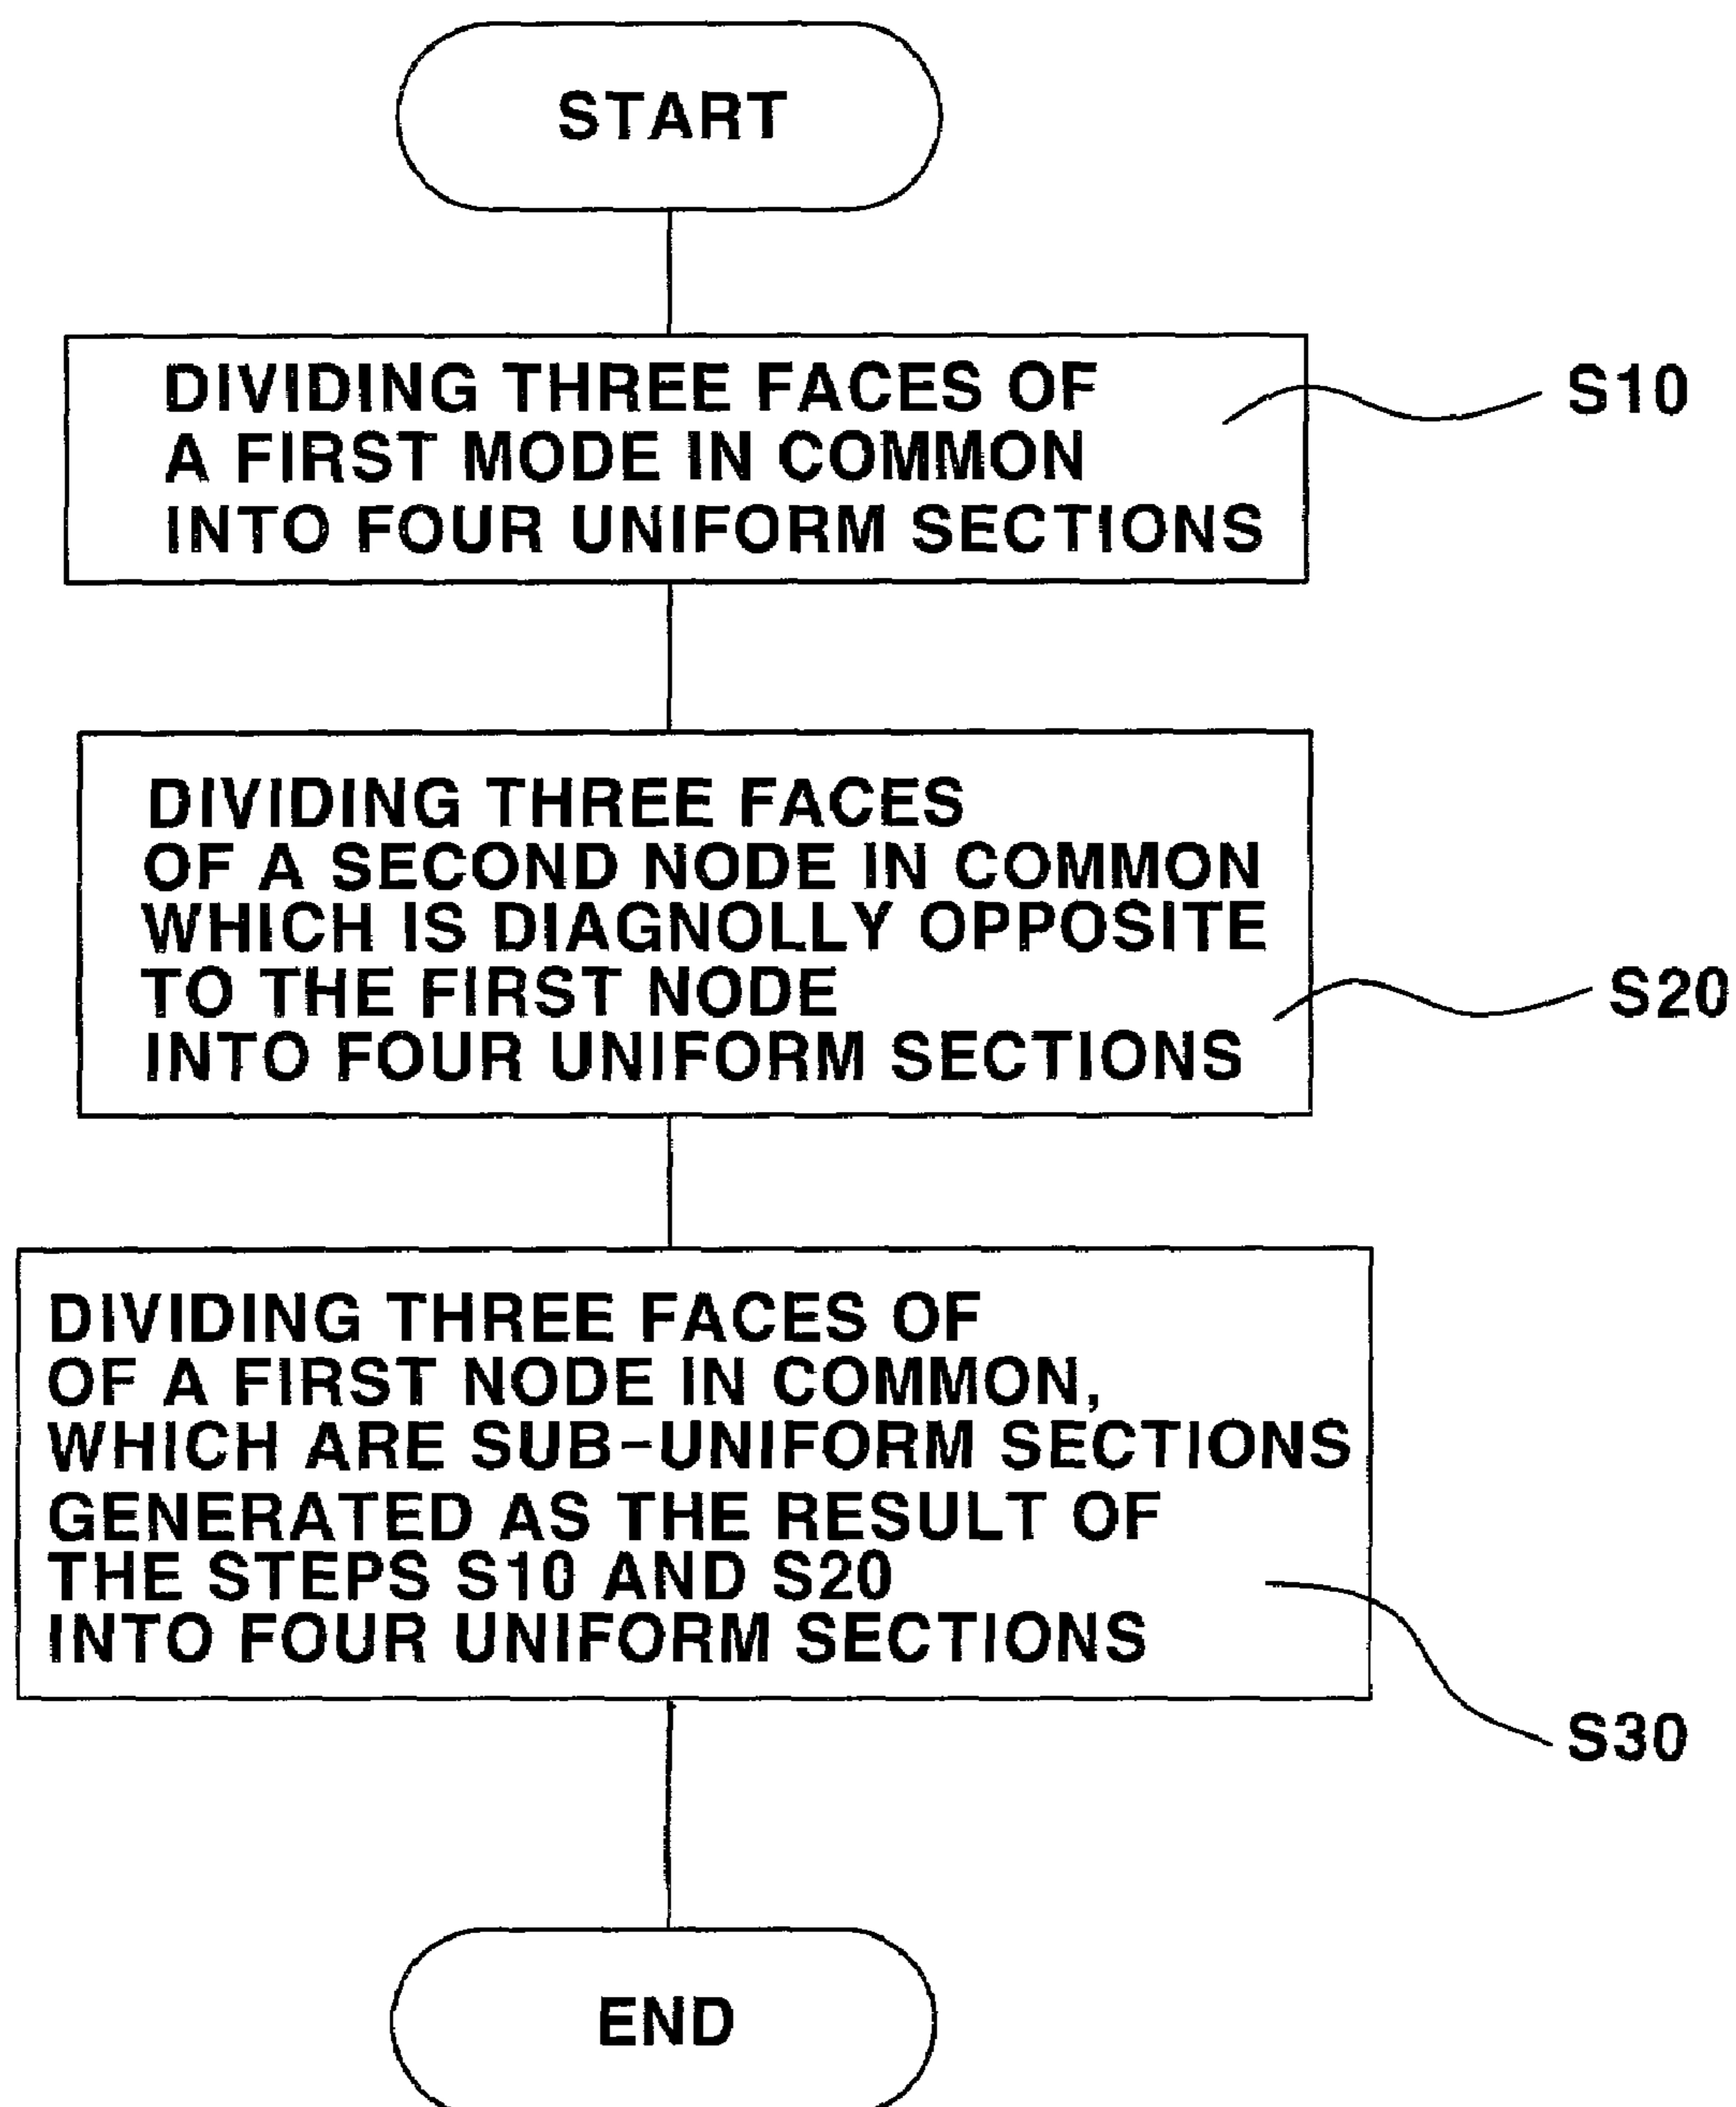 START
DIVIDING THREE FACES OF
A FIRST MODE IN COMMON
INTO FOUR UNIFORM SECTIONS
S10
DIVIDING THREE FACES
OF A SECOND NODE IN COMMON
WHICH IS DIAGNOLLY OPPOSITE
TO THE FIRST NODE
INTO FOUR UNIFORM SECTIONS
S20
DIVIDING THREE FACES OF
OF A FIRST NODE IN COMMON,
WHICH ARE SUB-UNIFORM SECTIONS
GENERATED AS THE RESULT OF
THE STEPS S10 AND S20
INTO FOUR UNIFORM SECTIONS
S30
END